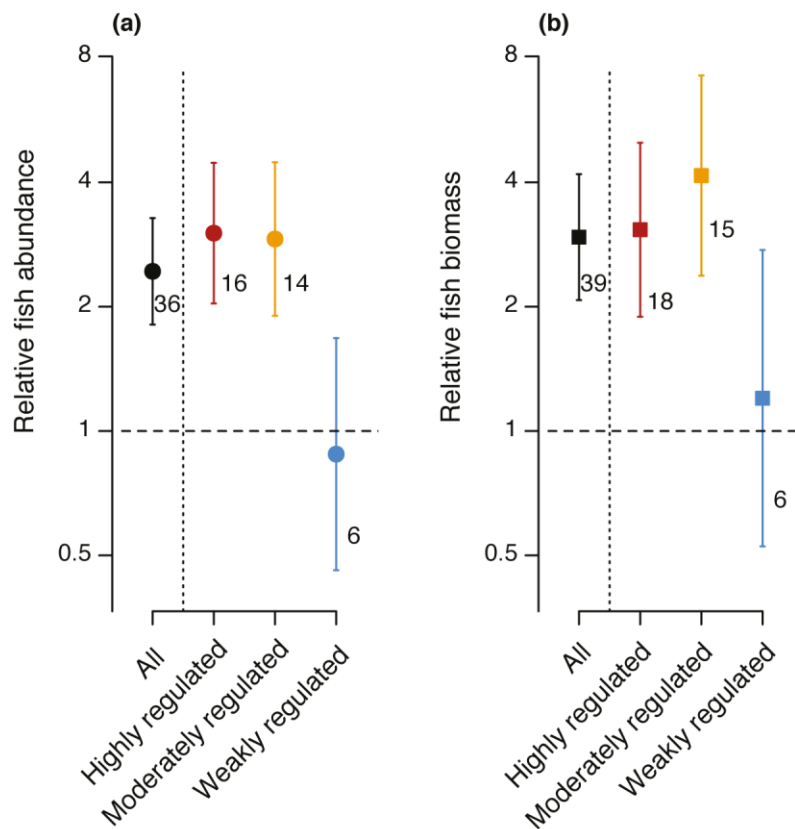 (a)
Relative fish abundance
8
4
2
1
0.5
36
16
14
6
All
Highly regulated
Moderately regulated
Weakly regulated
(b)
Relative fish biomass
8
4
2
1
0.5
39
18
15
6
All
Highly regulated
Moderately regulated
Weakly regulated